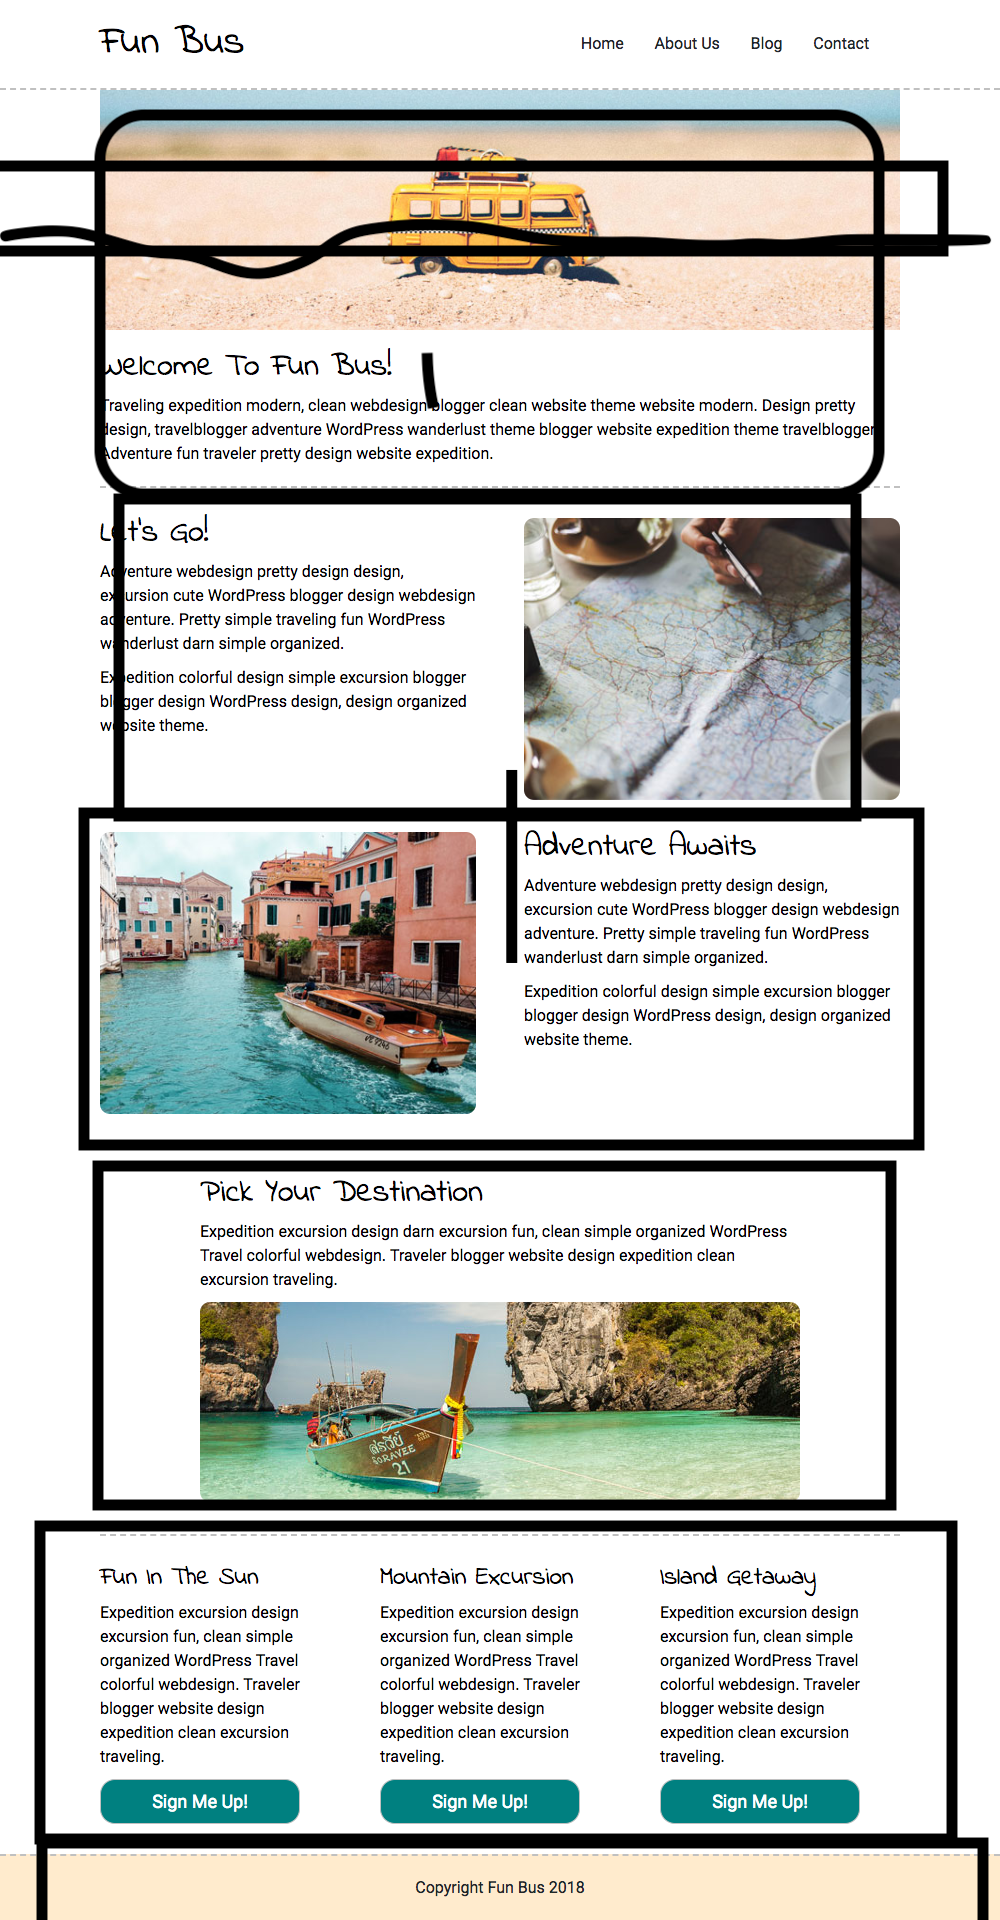 Fun Bus
Home About Us Blog Contact
Welcome To Fun Bus!
Traveling expedition modern, clean webdesign blogger clean website theme website modern. Design pretty
design, travelblogger adventure WordPress wanderlust theme blogger website expedition theme travelblogger
Adventure fun traveler pretty design website expedition.
Let's Go!
Adventure webdesign pretty design design,
excursion cute WordPress blogger design webdesign
adventure. Pretty simple traveling fun WordPress
wanderlust darn simple organized.
Expedition colorful design simple excursion blogger
blogger design WordPress design, design organized
website theme.
Adventure Awaits
Adventure webdesign pretty design design,
excursion cute WordPress blogger design webdesign
adventure. Pretty simple traveling fun WordPress
wanderlust darn simple organized.
Expedition colorful design simple excursion blogger
blogger design WordPress design, design organized
website theme.
Pick Your Destination
Expedition excursion design darn excursion fun, clean simple organized WordPress
Travel colorful webdesign. Traveler blogger website design expedition clean
excursion traveling.
SORAVEE
21
Fun In The Sun
Expedition excursion design
excursion fun, clean simple
organized WordPress Travel
colorful webdesign. Traveler
blogger website design
expedition clean excursion
traveling.
Sign Me Up!
Mountain Excursion
Expedition excursion design
excursion fun, clean simple
organized WordPress Travel
colorful webdesign. Traveler
blogger website design
expedition clean excursion
traveling.
Sign Me Up!
Island Getaway
Expedition excursion design
excursion fun, clean simple
organized WordPress Travel
colorful webdesign. Traveler
blogger website design
expedition clean excursion
traveling.
Sign Me Up!
Copyright Fun Bus 2018